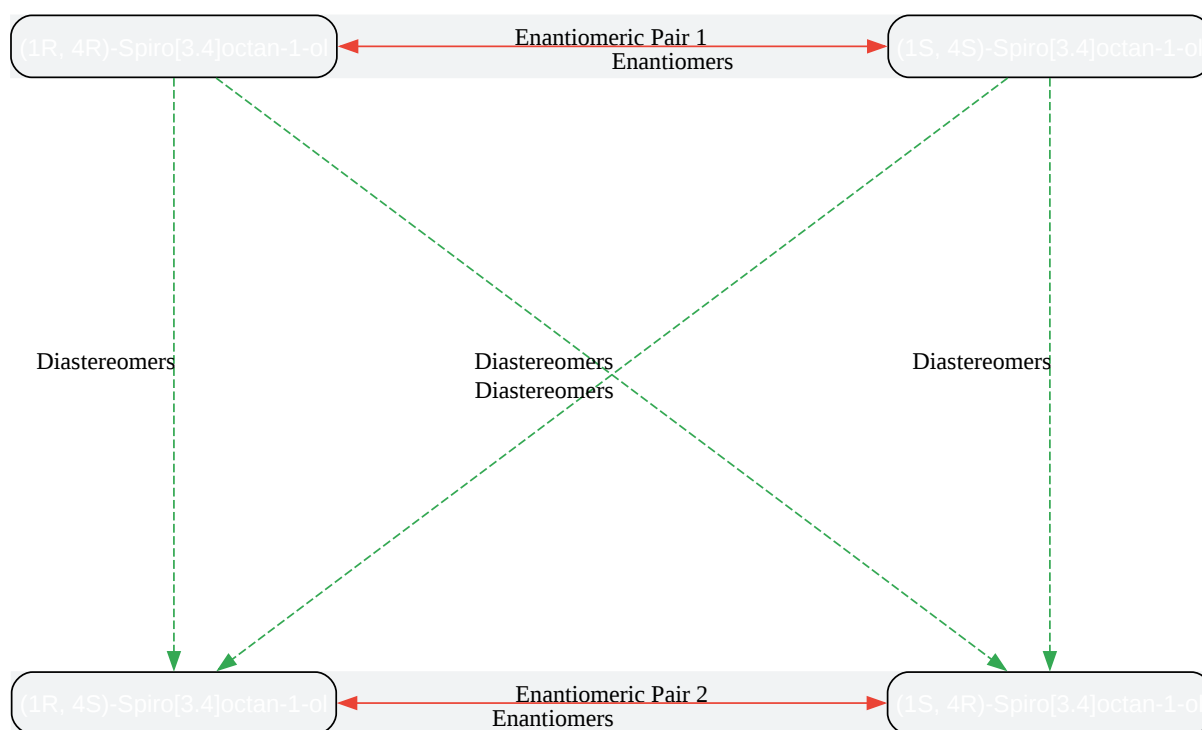 (1R, 4R)-Spiro[3.4]octan-1-ol
Enantiomeric Pair 1
(1S, 4S)-Spiro[3.4]octan-1-ol
Enantiomers
Diastereomers
Diastereomers
Diastereomers
Diastereomers
(1R, 4S)-Spiro[3.4]octan-1-ol
Enantiomeric Pair 2
(1S, 4R)-Spiro[3.4]octan-1-ol
Enantiomers